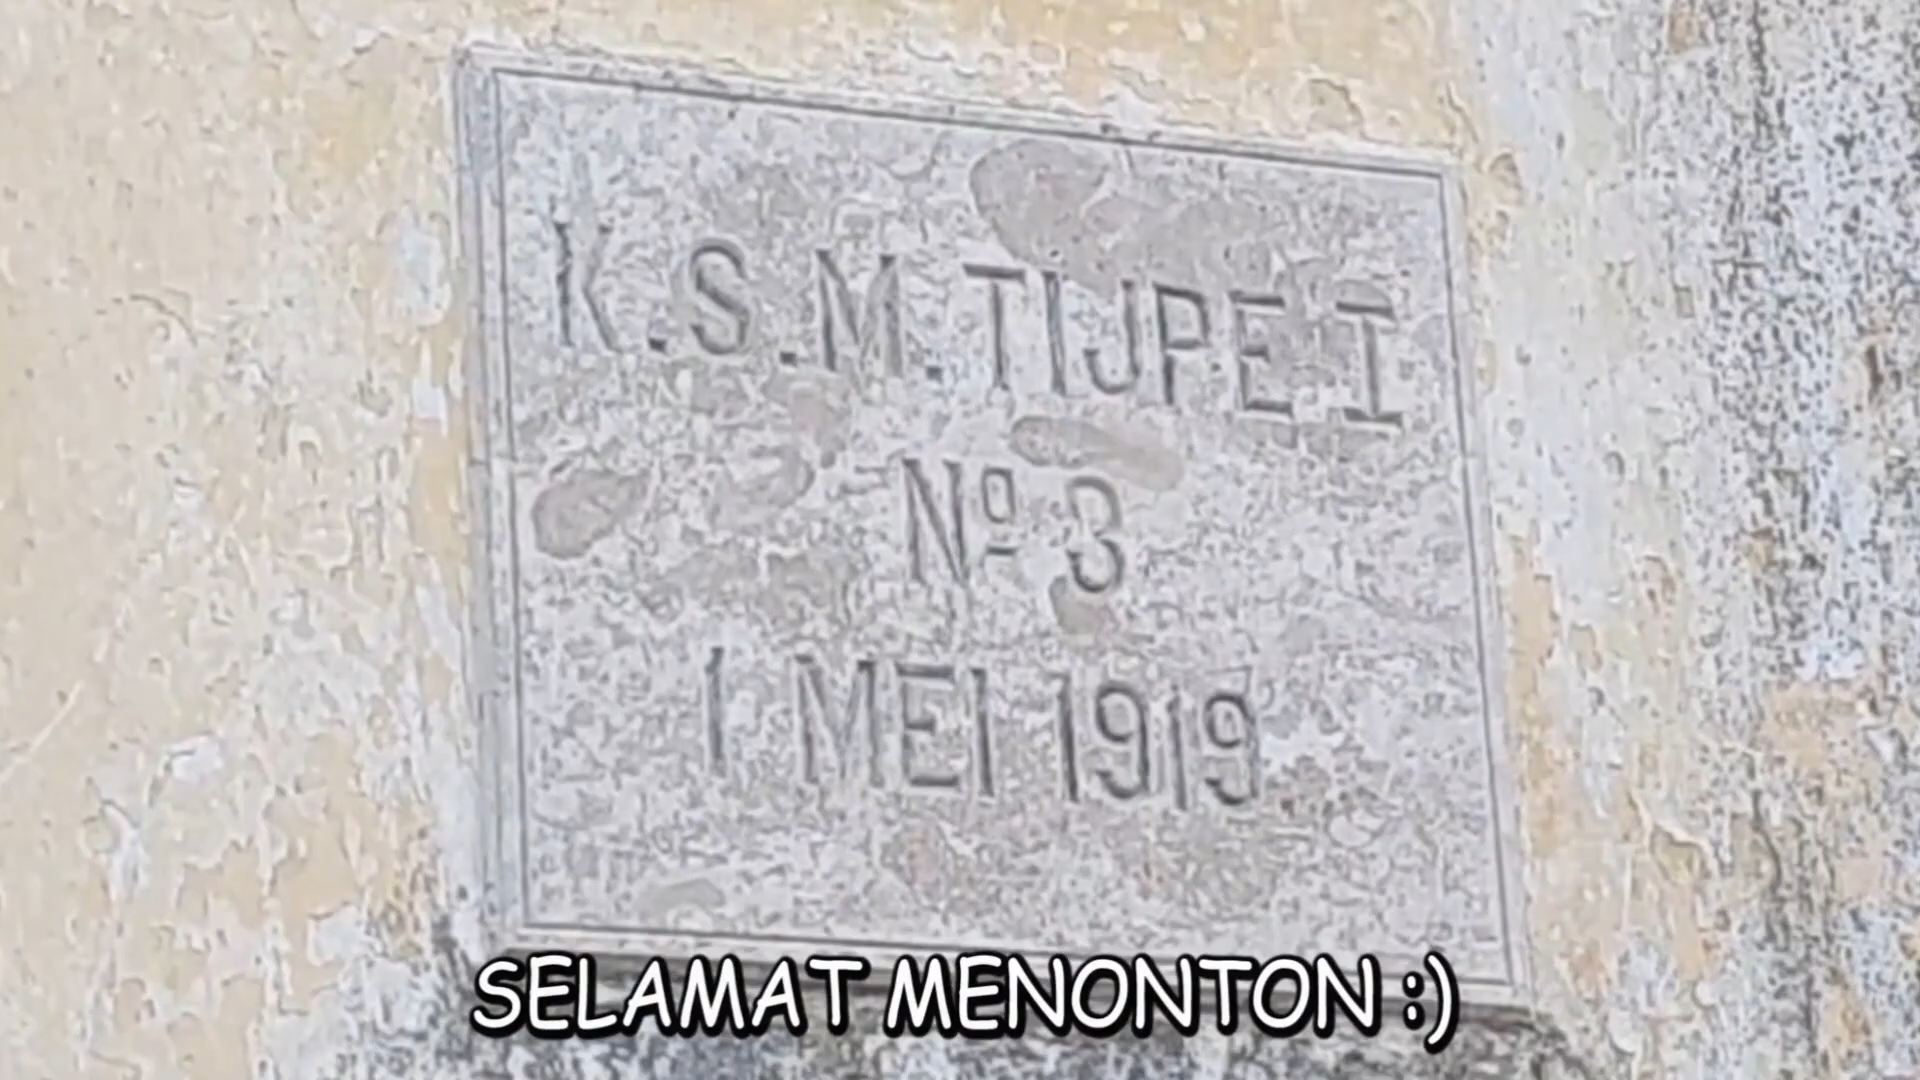 K.S.M.TIJPE I
Nº 3
1 MEI 1919
SELAMAT MENONTON :)